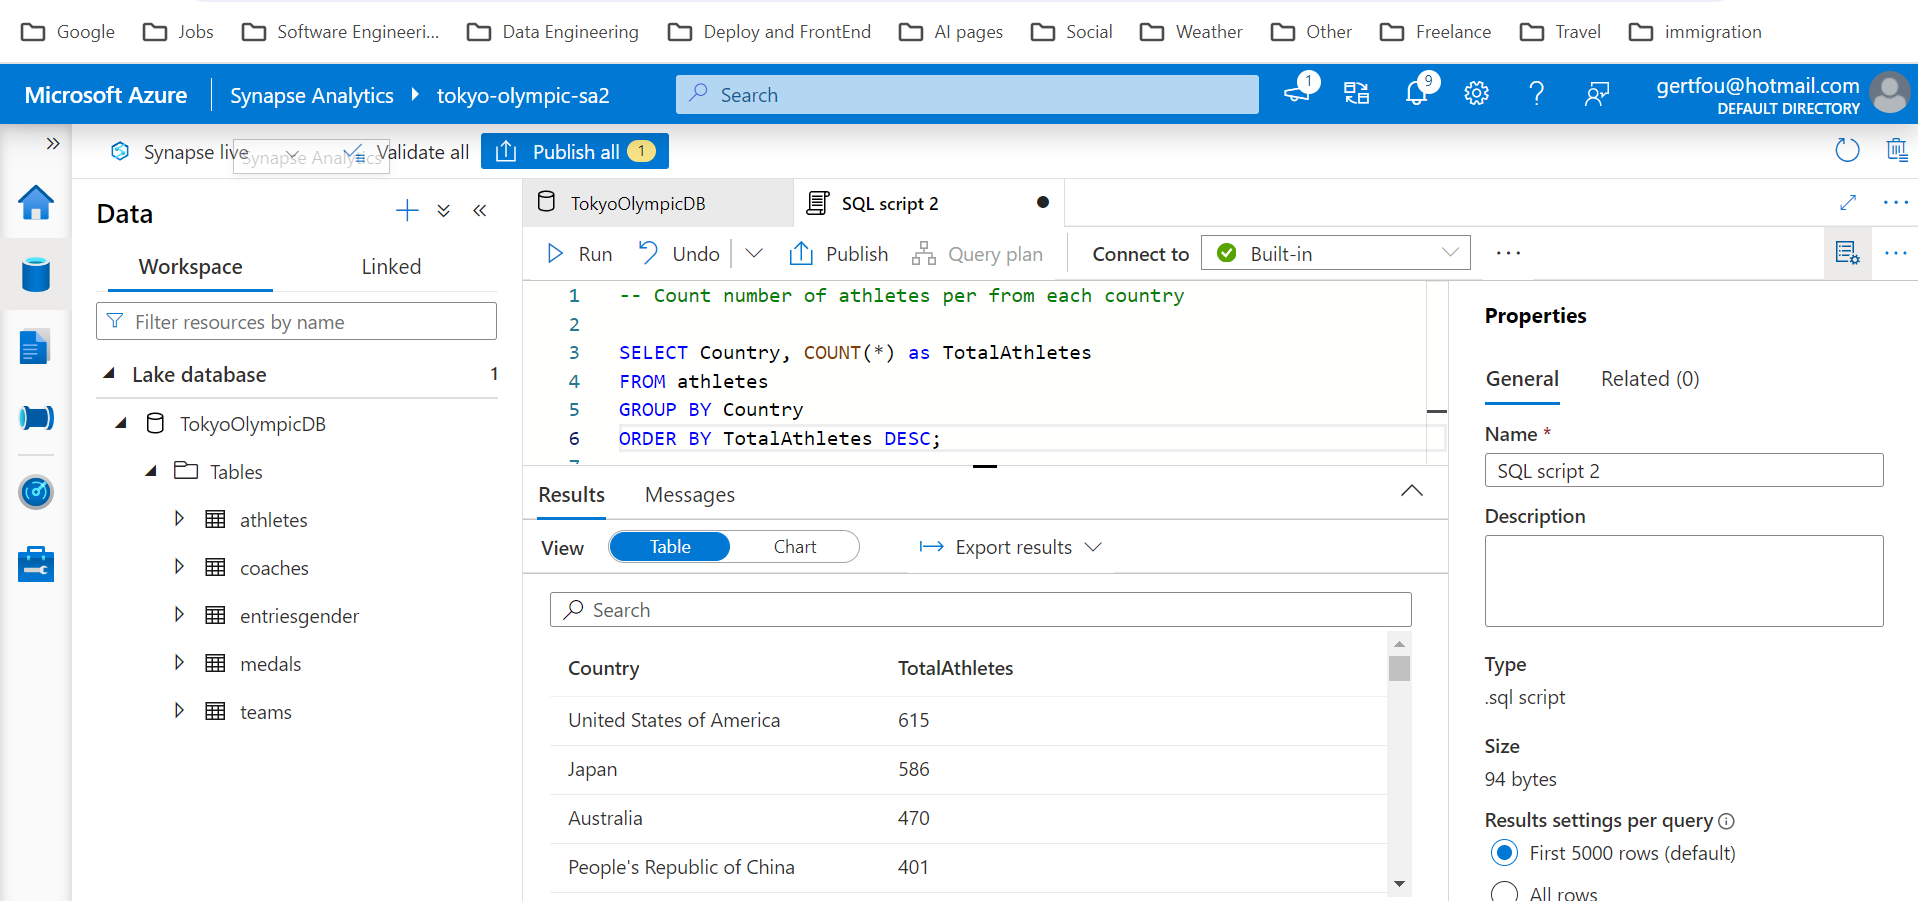 Google Jobs Software Engineeri... Data Engineering Deploy and FrontEnd AI pages Social Weather Other Freelance Travel immigration
Microsoft Azure Synapse Analytics tokyo-olympic-sa2 Search 1 9 gertfou@hotmail.com
DEFAULT DIRECTORY
Synapse live Synapse Analytics Validate all Publish all 1
Data
Workspace Linked
Filter resources by name
Lake database 1
TokyoOlympicDB
Tables
athletes
coaches
entriesgender
medals
teams
TokyoOlympicDB SQL script 2
Run Undo Publish Query plan Connect to Built-in
1 -- Count number of athletes per from each country
2
3 SELECT Country, COUNT(*) as TotalAthletes
4 FROM athletes
5 GROUP BY Country
6 ORDER BY TotalAthletes DESC;
Results Messages
View Table Chart Export results
Search
Country TotalAthletes
United States of America 615
Japan 586
Australia 470
People's Republic of China 401
Properties
General Related (0)
Name *
SQL script 2
Description
Type
.sql script
Size
94 bytes
Results settings per query
First 5000 rows (default)
All rows